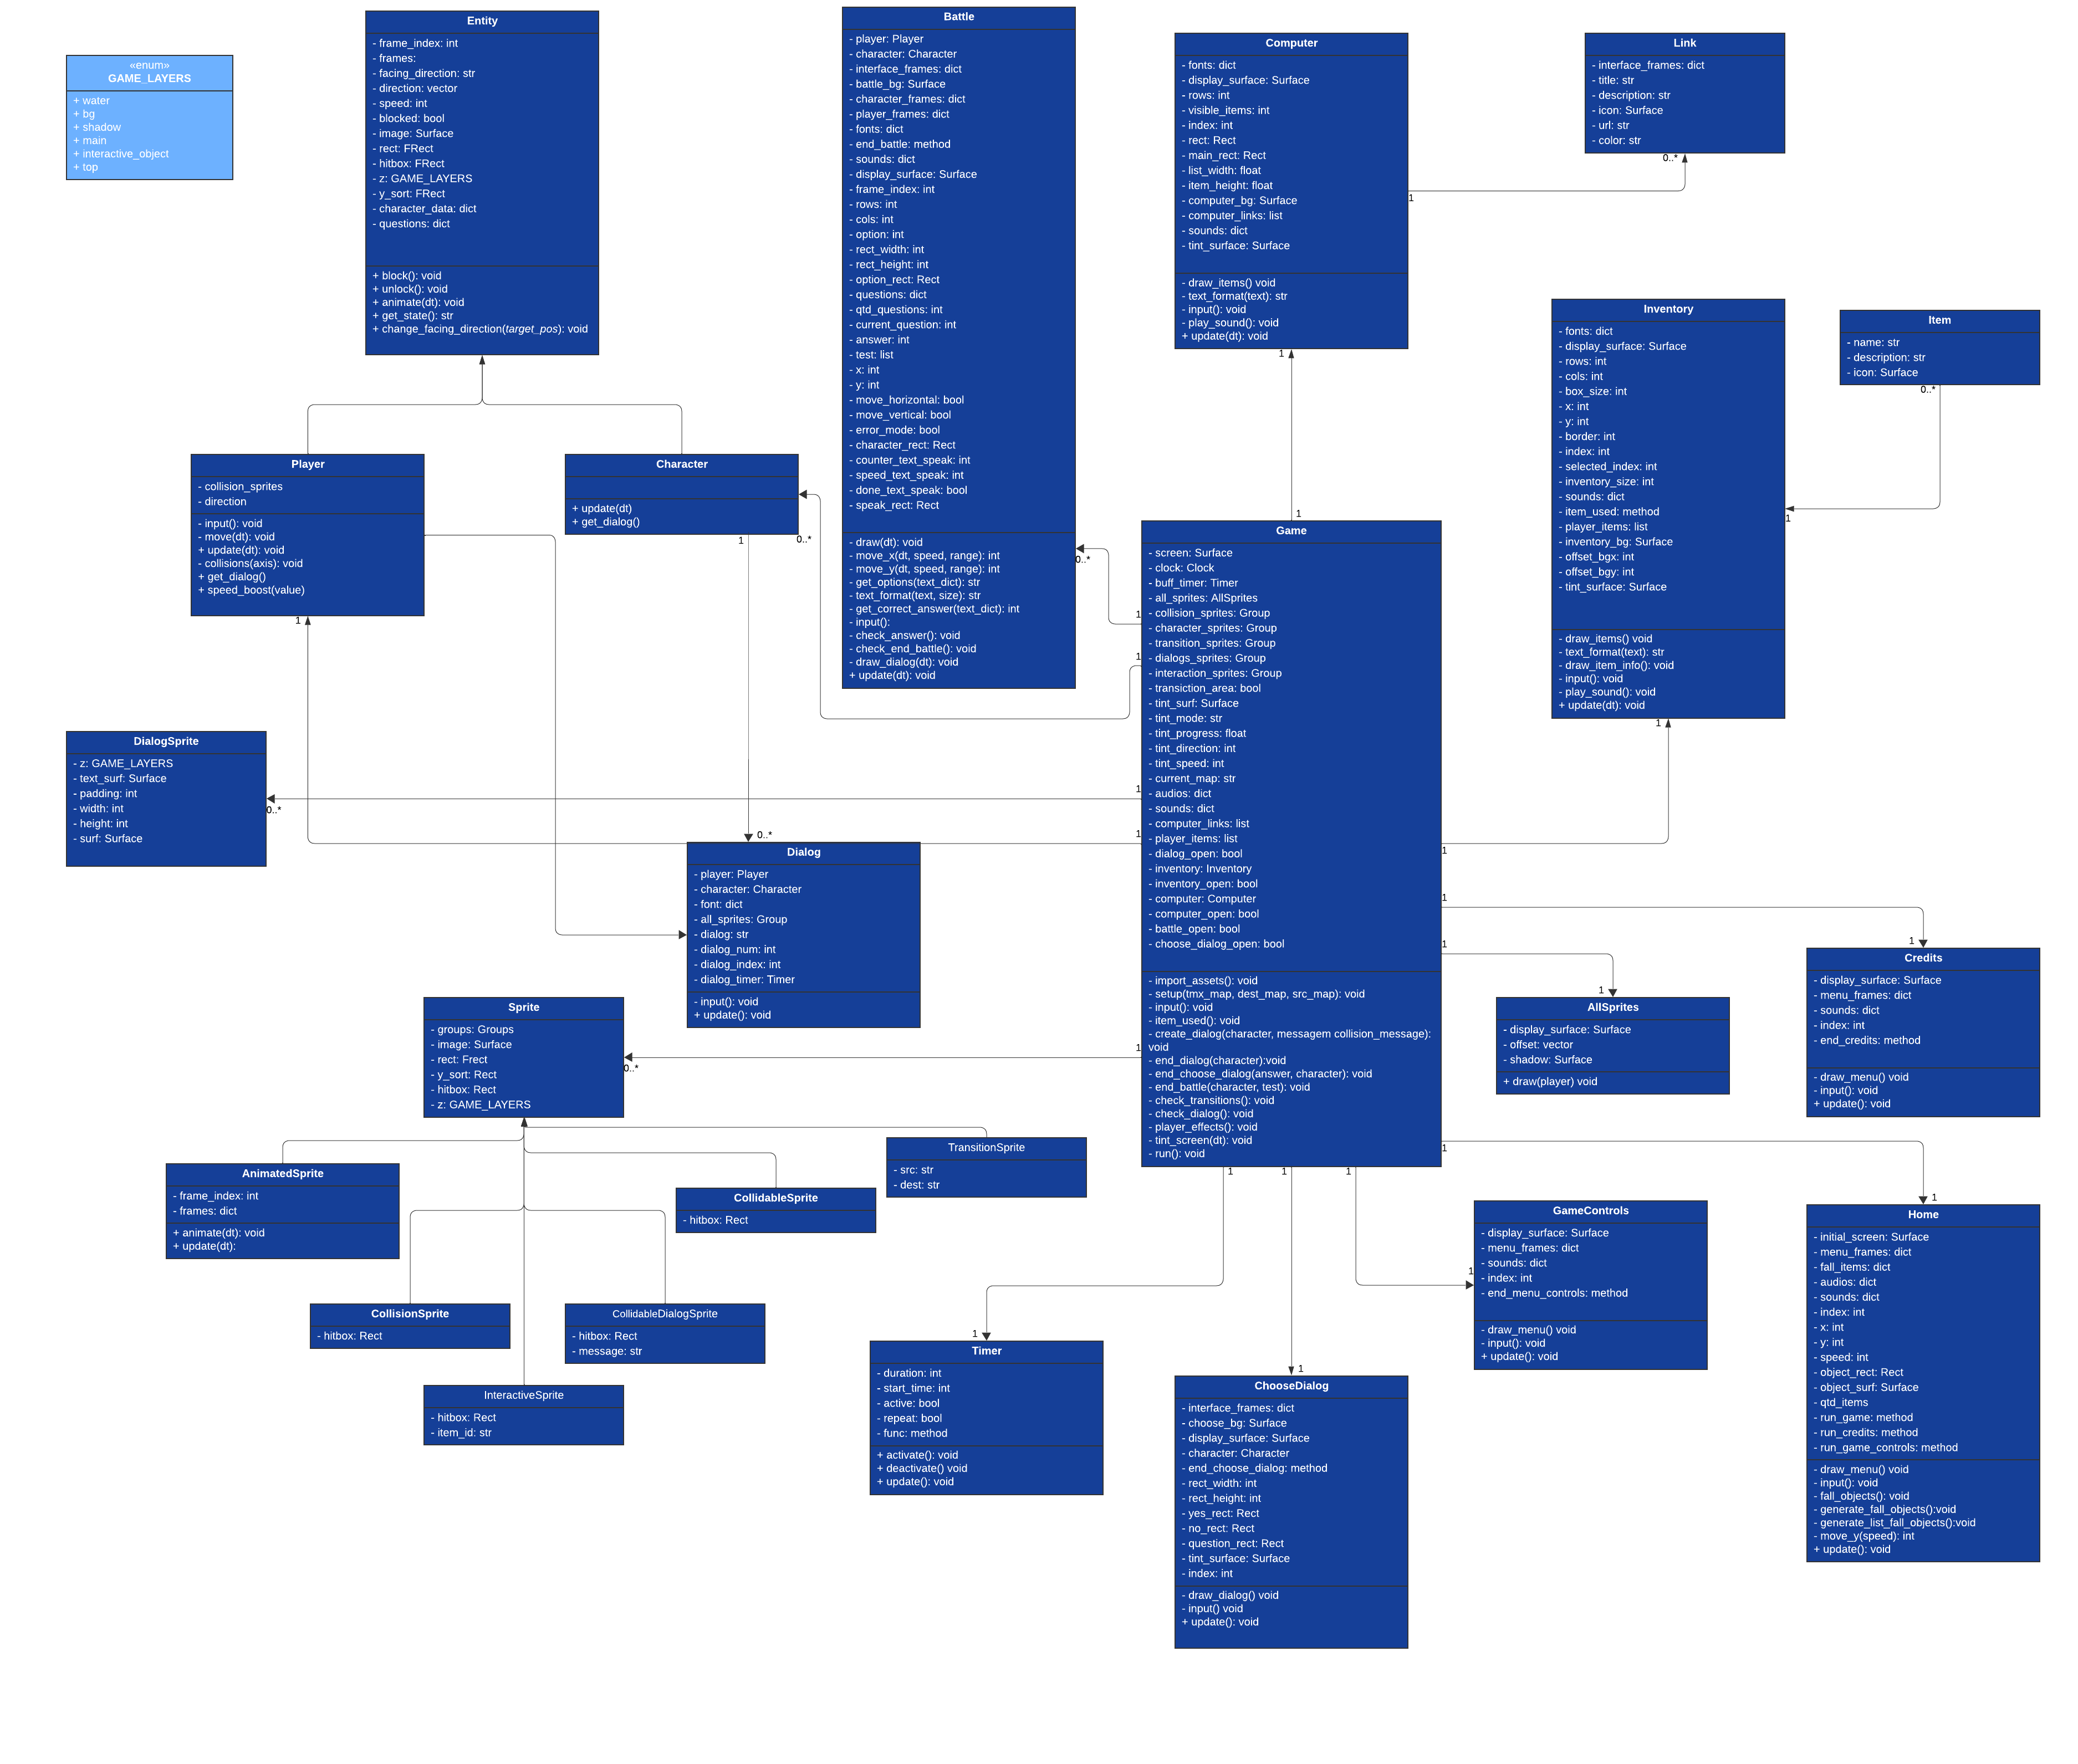 «enum»
GAME_LAYERS
+ water
+ bg
+ shadow
+ main
+ interactive_object
+ top
Entity
- frame_index: int
- frames:
- facing_direction: str
- direction: vector
- speed: int
- blocked: bool
- image: Surface
- rect: FRect
- hitbox: FRect
- z: GAME_LAYERS
- y_sort: FRect
- character_data: dict
- questions: dict
+ block(): void
+ unlock(): void
+ animate(dt): void
+ get_state(): str
+ change_facing_direction(target_pos): void
Battle
- player: Player
- character: Character
- interface_frames: dict
- battle_bg: Surface
- character_frames: dict
- player_frames: dict
- fonts: dict
- end_battle: method
- sounds: dict
- display_surface: Surface
- frame_index: int
- rows: int
- cols: int
- option: int
- rect_width: int
- rect_height: int
- option_rect: Rect
- questions: dict
- qtd_questions: int
- current_question: int
- answer: int
- test: list
- x: int
- y: int
- move_horizontal: bool
- move_vertical: bool
- error_mode: bool
- character_rect: Rect
- counter_text_speak: int
- speed_text_speak: int
- done_text_speak: bool
- speak_rect: Rect
- draw(dt): void
- move_x(dt, speed, range): int
- move_y(dt, speed, range): int
- get_options(text_dict): str
- text_format(text, size): str
- get_correct_answer(text_dict): int
- input():
- check_answer(): void
- check_end_battle(): void
- draw_dialog(dt): void
+ update(dt): void
0..*
Computer
- fonts: dict
- display_surface: Surface
- rows: int
- visible_items: int
- index: int
- rect: Rect
- main_rect: Rect
- list_width: float
- item_height: float
- computer_bg: Surface
- computer_links: list
- sounds: dict
- tint_surface: Surface
- draw_items() void
- text_format(text): str
- input(): void
- play_sound(): void
+ update(dt): void
1
1
Link
- interface_frames: dict
- title: str
- description: str
- icon: Surface
- url: str
- color: str
0..*
Inventory
- fonts: dict
- display_surface: Surface
- rows: int
- cols: int
- box_size: int
- x: int
- y: int
- border: int
- index: int
- selected_index: int
- inventory_size: int
- sounds: dict
- item_used: method
- player_items: list
- inventory_bg: Surface
- offset_bgx: int
- offset_bgy: int
- tint_surface: Surface
- draw_items() void
- text_format(text): str
- draw_item_info(): void
- input(): void
- play_sound(): void
+ update(dt): void
1
1
Item
- name: str
- description: str
- icon: Surface
0..*
Player
- collision_sprites
- direction
- input(): void
- move(dt): void
+ update(dt): void
- collisions(axis): void
+ get_dialog()
+ speed_boost(value)
1
Character
+ update(dt)
+ get_dialog()
1
0..*
Game
- screen: Surface
- clock: Clock
- buff_timer: Timer
- all_sprites: AllSprites
- collision_sprites: Group
- character_sprites: Group
- transition_sprites: Group
- dialogs_sprites: Group
- interaction_sprites: Group
- transiction_area: bool
- tint_surf: Surface
- tint_mode: str
- tint_progress: float
- tint_direction: int
- tint_speed: int
- current_map: str
- audios: dict
- sounds: dict
- computer_links: list
- player_items: list
- dialog_open: bool
- inventory: Inventory
- inventory_open: bool
- computer: Computer
- computer_open: bool
- battle_open: bool
- choose_dialog_open: bool
- import_assets(): void
- setup(tmx_map, dest_map, src_map): void
- input(): void
- item_used(): void
- create_dialog(character, messagem collision_message):
void
- end_dialog(character):void
- end_choose_dialog(answer, character): void
- end_battle(character, test): void
- check_transitions(): void
- check_dialog(): void
- player_effects(): void
- tint_screen(dt): void
- run(): void
1
1
1
1
1
1
1
1
1
1
1
1
1
DialogSprite
- z: GAME_LAYERS
- text_surf: Surface
- padding: int
- width: int
- height: int
- surf: Surface
0..*
0..*
Dialog
- player: Player
- character: Character
- font: dict
- all_sprites: Group
- dialog: str
- dialog_num: int
- dialog_index: int
- dialog_timer: Timer
- input(): void
+ update(): void
Sprite
- groups: Groups
- image: Surface
- rect: Frect
- y_sort: Rect
- hitbox: Rect
- z: GAME_LAYERS
0..*
1
AllSprites
- display_surface: Surface
- offset: vector
- shadow: Surface
+ draw(player) void
1
Credits
- display_surface: Surface
- menu_frames: dict
- sounds: dict
- index: int
- end_credits: method
- draw_menu() void
- input(): void
+ update(): void
AnimatedSprite
- frame_index: int
- frames: dict
+ animate(dt): void
+ update(dt):
CollidableSprite
- hitbox: Rect
TransitionSprite
- src: str
- dest: str
CollisionSprite
- hitbox: Rect
CollidableDialogSprite
- hitbox: Rect
- message: str
InteractiveSprite
- hitbox: Rect
- item_id: str
1
Timer
- duration: int
- start_time: int
- active: bool
- repeat: bool
- func: method
+ activate(): void
+ deactivate() void
+ update(): void
1
ChooseDialog
- interface_frames: dict
- choose_bg: Surface
- display_surface: Surface
- character: Character
- end_choose_dialog: method
- rect_width: int
- rect_height: int
- yes_rect: Rect
- no_rect: Rect
- question_rect: Rect
- tint_surface: Surface
- index: int
- draw_dialog() void
- input() void
+ update(): void
1
GameControls
- display_surface: Surface
- menu_frames: dict
- sounds: dict
- index: int
- end_menu_controls: method
- draw_menu() void
- input(): void
+ update(): void
1
Home
- initial_screen: Surface
- menu_frames: dict
- fall_items: dict
- audios: dict
- sounds: dict
- index: int
- x: int
- y: int
- speed: int
- object_rect: Rect
- object_surf: Surface
- qtd_items
- run_game: method
- run_credits: method
- run_game_controls: method
- draw_menu() void
- input(): void
- fall_objects(): void
- generate_fall_objects():void
- generate_list_fall_objects():void
- move_y(speed): int
+ update(): void